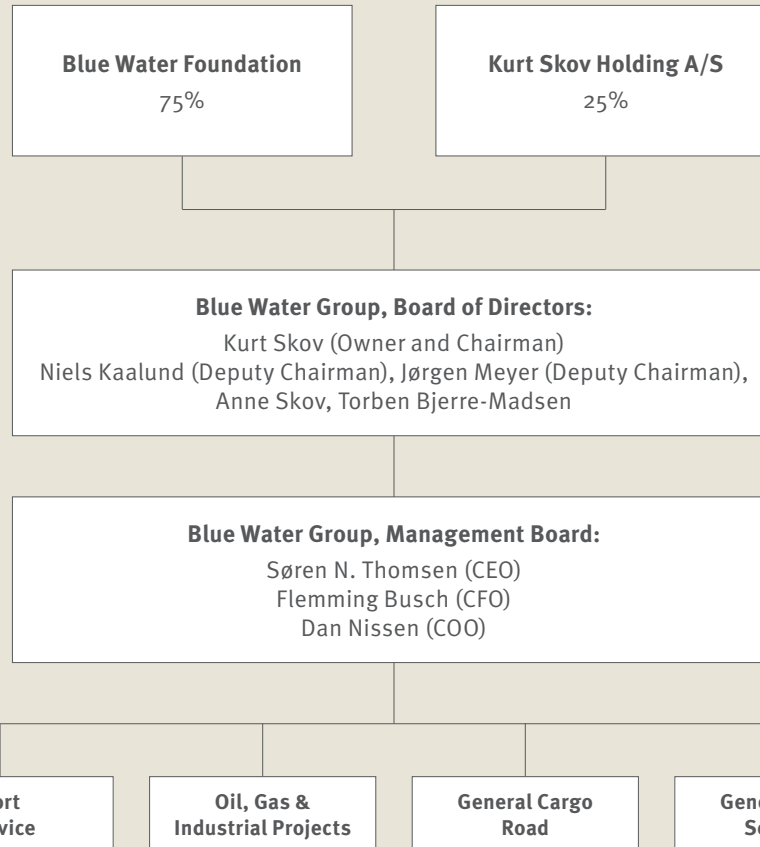 Blue Water Foundation
75%
Kurt Skov Holding A/S
25%
Blue Water Group, Board of Directors:
Kurt Skov (Owner and Chairman)
Niels Kaalund (Deputy Chairman), Jørgen Meyer (Deputy Chairman),
Anne Skov, Torben Bjerre-Madsen
Blue Water Group, Management Board:
Søren N. Thomsen (CEO)
Flemming Busch (CFO)
Dan Nissen (COO)
Oil, Gas &
Industrial Projects
General Cargo
Road